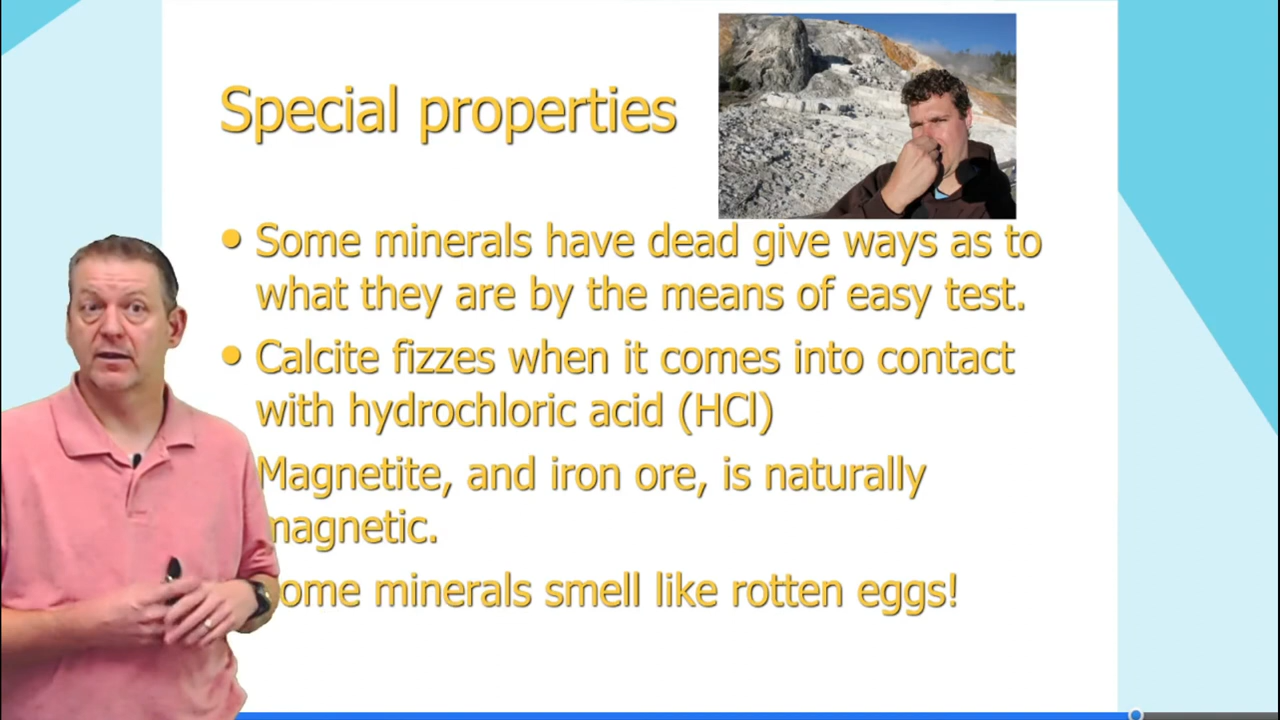 Special properties
• Some minerals have dead give ways as to
what they are by the means of easy test.
• Calcite fizzes when it comes into contact
with hydrochloric acid (HCl)
Magnetite, and iron ore, is naturally
magnetic.
Some minerals smell like rotten eggs!